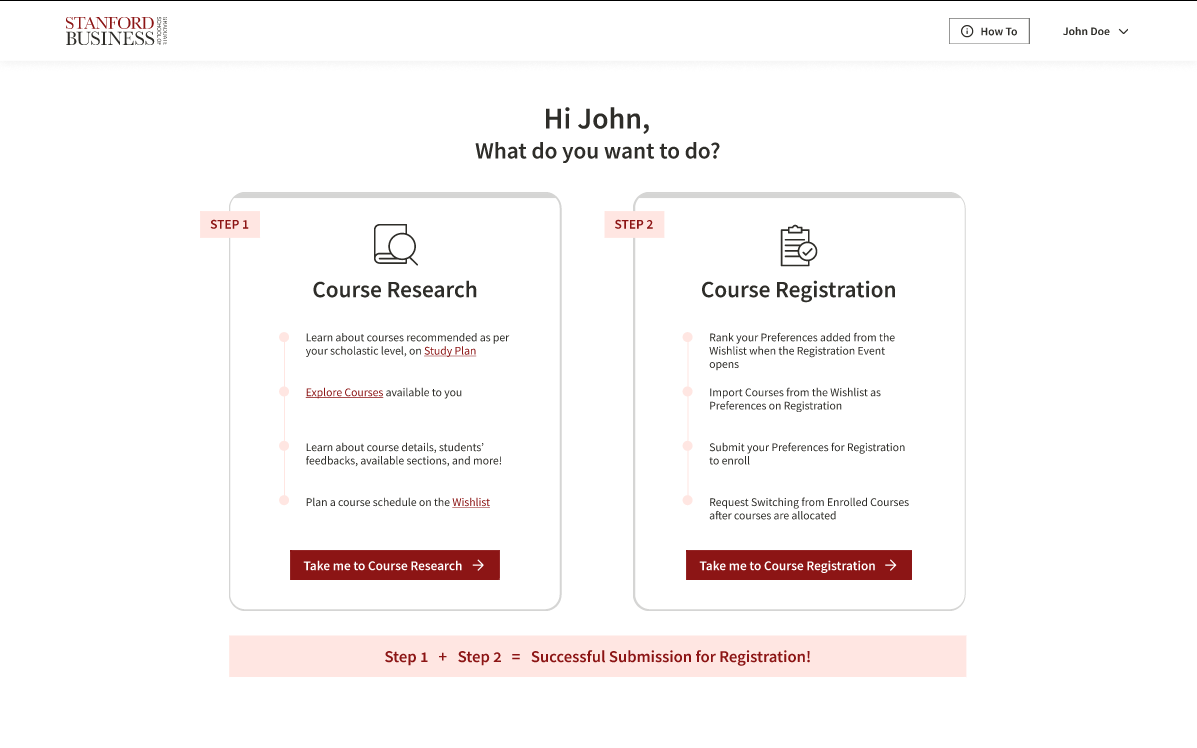 STANFORD
BUSINESS
GRADUATE
SCHOOL OF
How To
John Doe
Hi John,
What do you want to do?
STEP 1
Course Research
Learn about courses recommended as per
your scholastic level, on Study Plan
Explore Courses available to you
Learn about course details, students’
feedbacks, available sections, and more!
Plan a course schedule on the Wishlist
Take me to Course Research
STEP 2
Course Registration
Rank your Preferences added from the
Wishlist when the Registration Event
opens
Import Courses from the Wishlist as
Preferences on Registration
Submit your Preferences for Registration
to enroll
Request Switching from Enrolled Courses
after courses are allocated
Take me to Course Registration
Step 1 + Step 2 = Successful Submission for Registration!